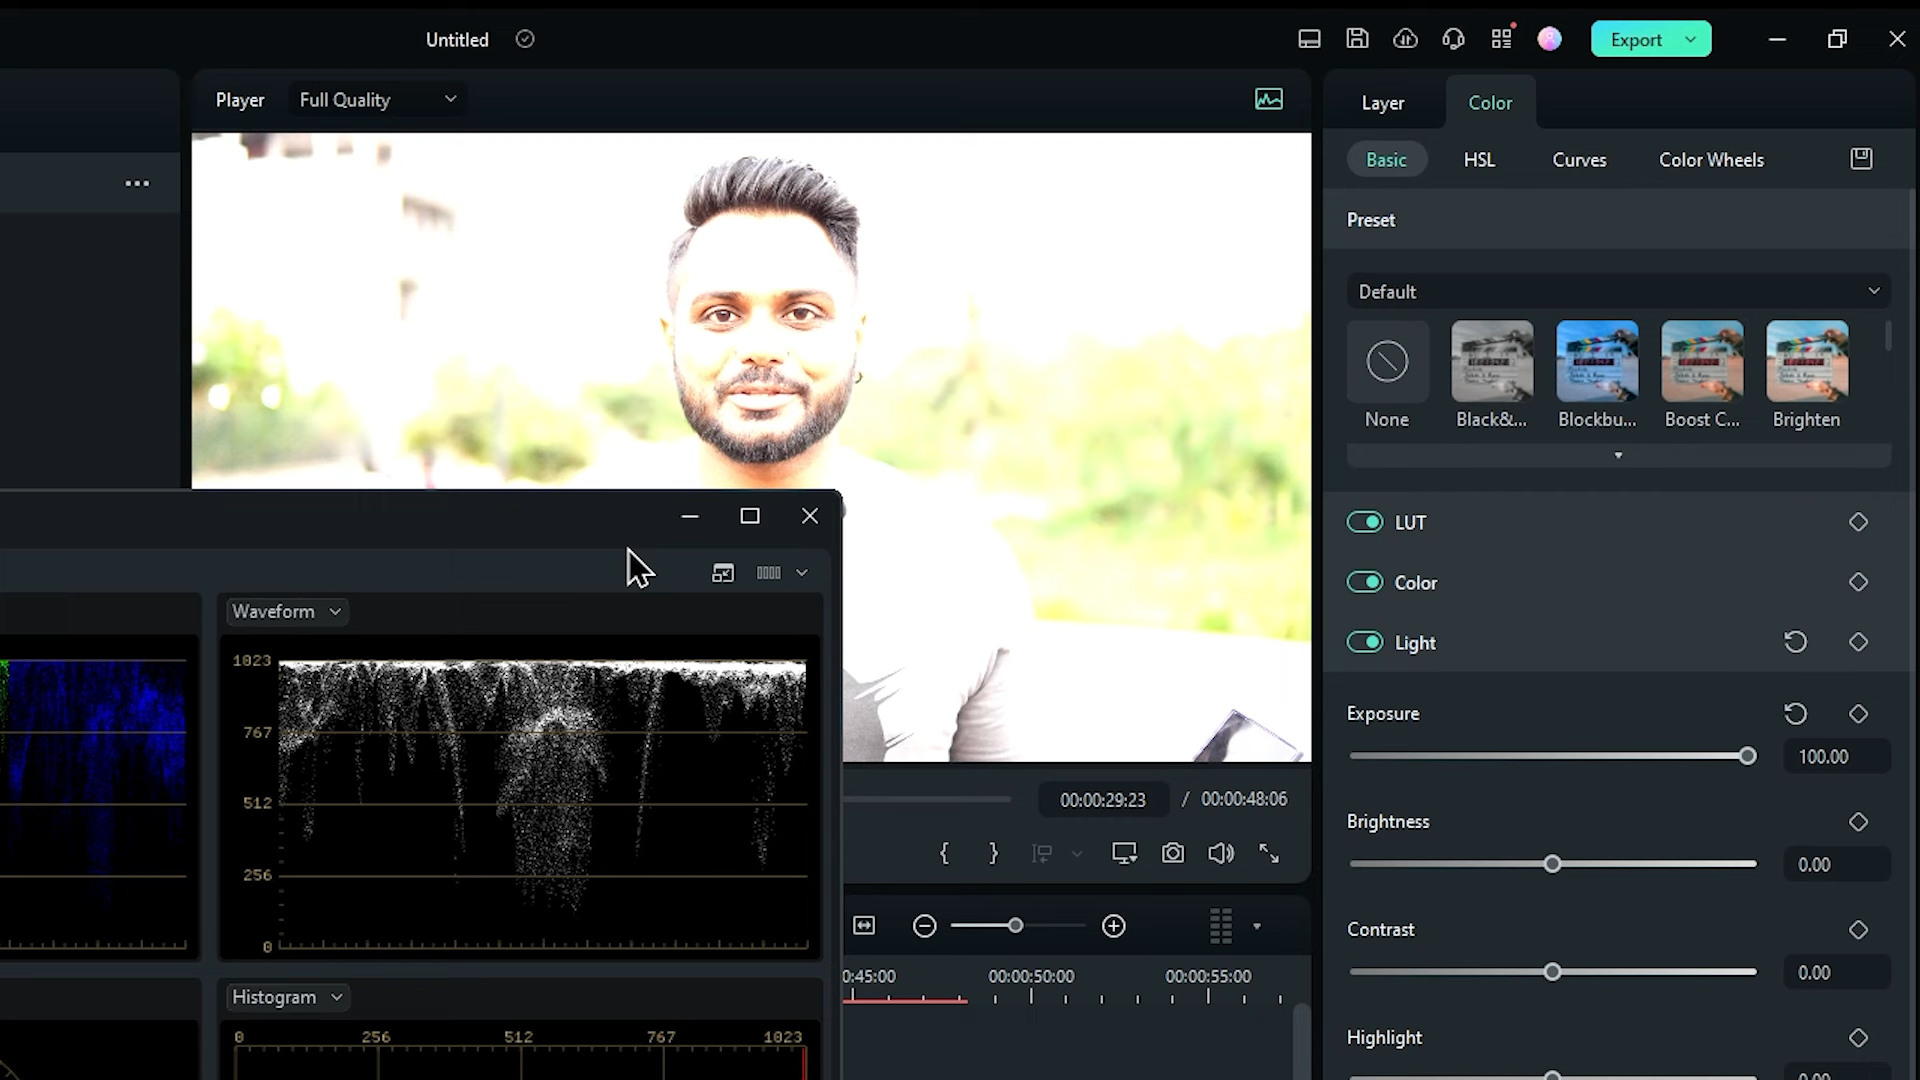 Untitled
Export
Player
Full Quality
Layer
Color
Basic
HSL
Curves
Color Wheels
Preset
Default
None
Black&...
Blockbu...
Boost C...
Brighten
LUT
Color
Light
Exposure
100.00
Brightness
0.00
Contrast
0.00
Highlight
0.00
Waveform
1023
767
512
256
0
00:00:29:23 / 00:00:48:06
0:45:00
00:00:50:00
00:00:55:00
Histogram
0 256 512 767 1023